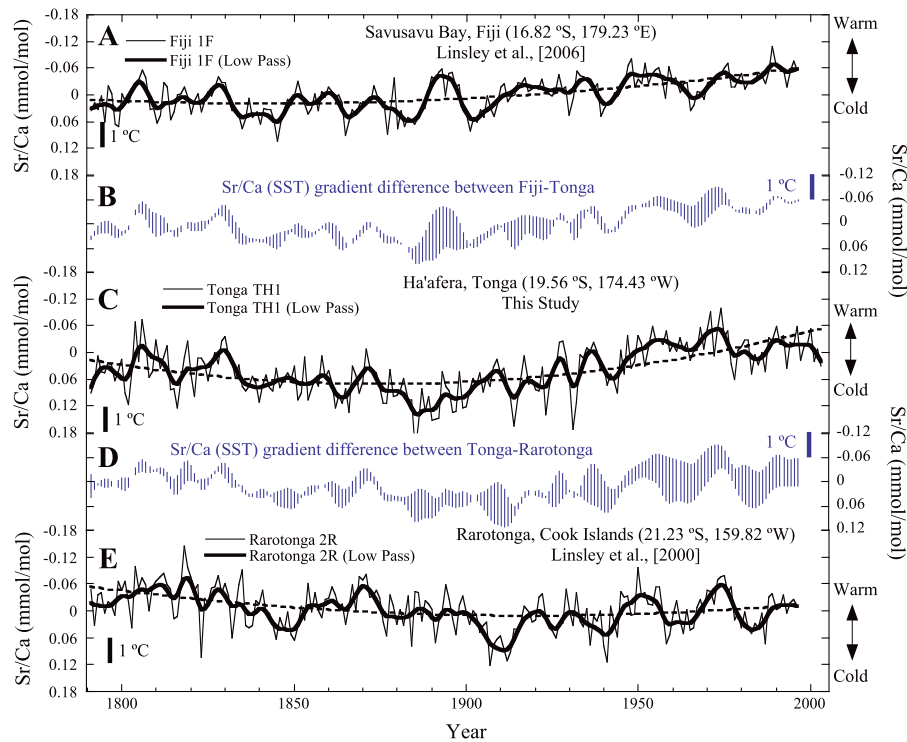 -0.18
-0.12
-0.06
0
0.06
0.12
0.18
Sr/Ca (mmol/mol)
A
Fiji 1F
Fiji 1F (Low Pass)
Savusavu Bay, Fiji (16.82 ºS, 179.23 ºE)
Linsley et al., [2006]
1 ºC
Warm
Cold
B
Sr/Ca (SST) gradient difference between Fiji-Tonga
1 ºC
-0.12
-0.06
0
0.06
0.12
Sr/Ca (mmol/mol)
-0.18
-0.12
-0.06
0
0.06
0.12
0.18
Sr/Ca (mmol/mol)
C
Tonga TH1
Tonga TH1 (Low Pass)
Ha'afera, Tonga (19.56 ºS, 174.43 ºW)
This Study
1 ºC
Warm
Cold
D
Sr/Ca (SST) gradient difference between Tonga-Rarotonga
1 ºC
-0.12
-0.06
0
0.06
0.12
Sr/Ca (mmol/mol)
-0.18
-0.12
-0.06
0
0.06
0.12
0.18
Sr/Ca (mmol/mol)
E
Rarotonga 2R
Rarotonga 2R (Low Pass)
Rarotonga, Cook Islands (21.23 ºS, 159.82 ºW)
Linsley et al., [2000]
1 ºC
Warm
Cold
1800
1850
1900
1950
2000
Year